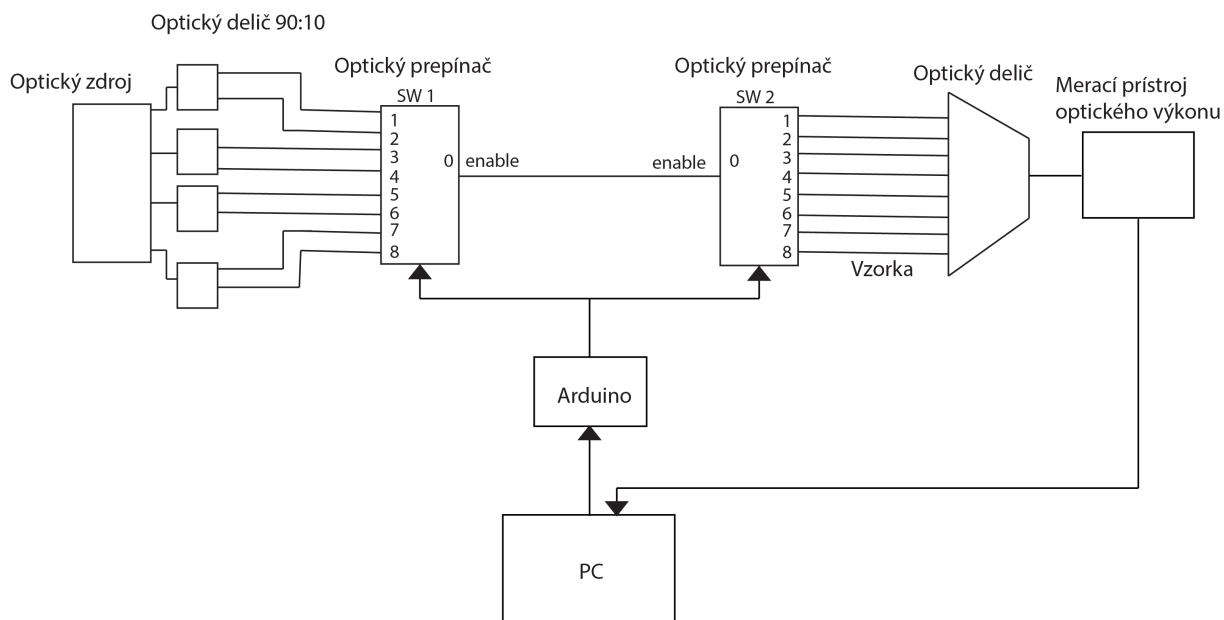 Optický delič 90:10
Optický zdroj
Optický prepínač
SW 1
1
2
3
4
5
6
7
8
0
enable
Optický prepínač
SW 2
enable
0
1
2
3
4
5
6
7
8
Vzorka
Optický delič
Merací prístroj
optického výkonu
Arduino
PC